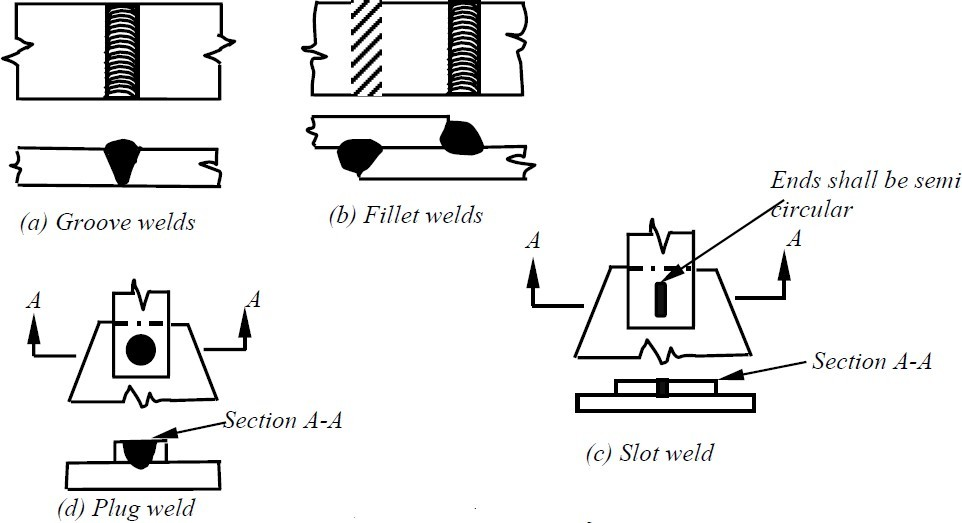 (a) Groove welds
(b) Fillet welds
Ends shall be semi
circular
A
A
Section A-A
(c) Slot weld
A
A
Section A-A
(d) Plug weld